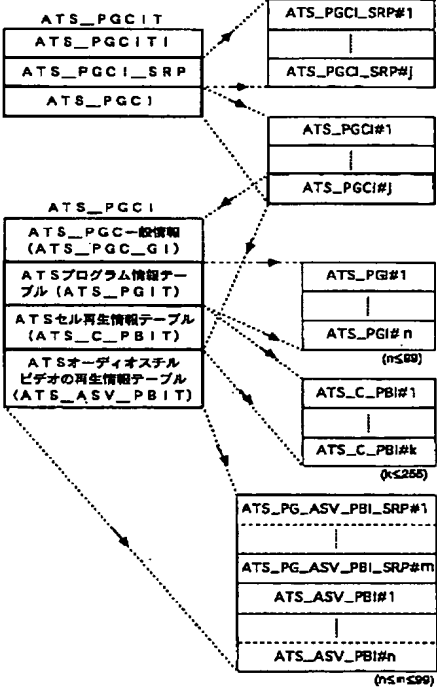 ATS_PGCIT
ATS_PGCITI
ATS_PGCI_SRP
ATS_PGCI
ATS_PGCI_SRP#1
ATS_PGCI_SRP#j
ATS_PGCI#1
ATS_PGCI#j
ATS_PGCI
ATS_PGC一般情報
(ATS_PGC_GI)
ATSプログラム情報テー
ブル(ATS_PGIT)
ATSセル再生情報テーブル
(ATS_C_PBIT)
ATSオーディオスチル
ビデオの再生情報テーブル
(ATS_ASV_PBIT)
ATS_PGI#1
ATS_PGI#n
(n≤99)
ATS_C_PBI#1
ATS_C_PBI#k
(k≤255)
ATS_PG_ASV_PBI_SRP#1
ATS_PG_ASV_PBI_SRP#m
ATS_ASV_PBI#1
ATS_ASV_PBI#n
(n≤m≤99)